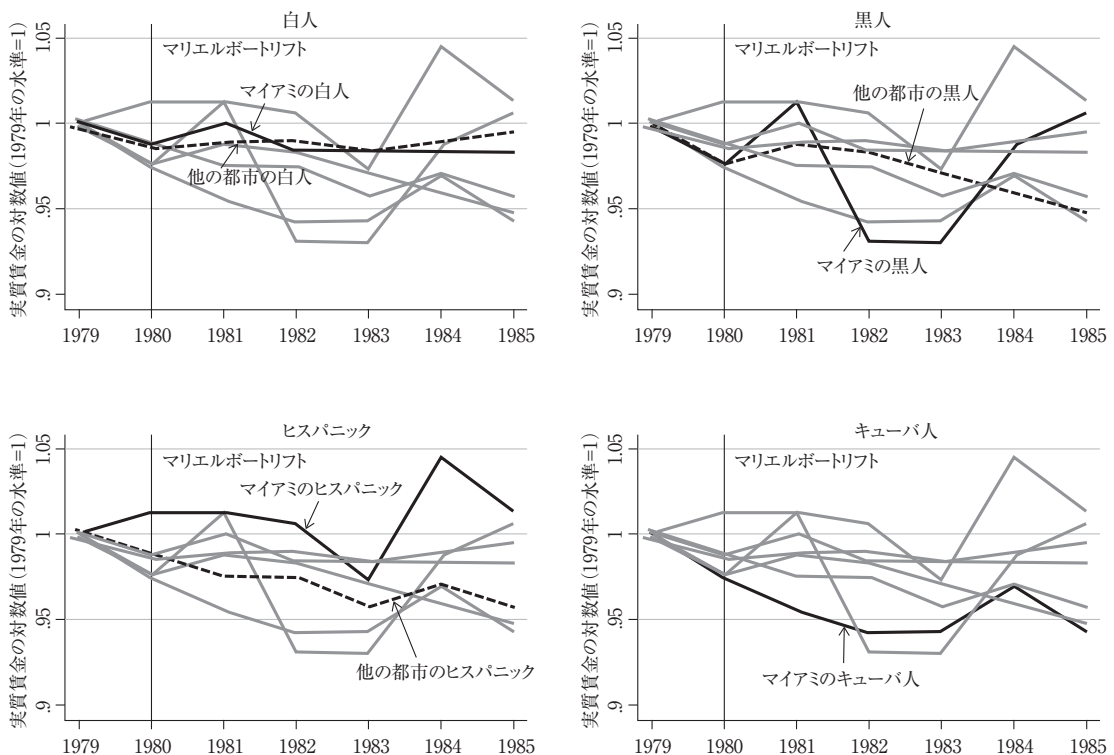 白人
実質賃金の対数値(1979年の水準=1)
1.05
1
.95
.9
マリエルボートリフト
マイアミの白人
他の都市の白人
1979 1980 1981 1982 1983 1984 1985
黒人
実質賃金の対数値(1979年の水準=1)
1.05
1
.95
.9
マリエルボートリフト
他の都市の黒人
マイアミの黒人
1979 1980 1981 1982 1983 1984 1985
ヒスパニック
実質賃金の対数値(1979年の水準=1)
1.05
1
.95
.9
マリエルボートリフト
マイアミのヒスパニック
他の都市のヒスパニック
1979 1980 1981 1982 1983 1984 1985
キューバ人
実質賃金の対数値(1979年の水準=1)
1.05
1
.95
.9
マリエルボートリフト
マイアミのキューバ人
1979 1980 1981 1982 1983 1984 1985